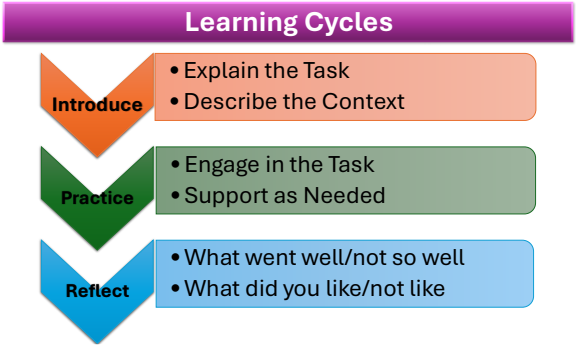 Learning Cycles
Introduce
• Explain the Task
• Describe the Context
Practice
• Engage in the Task
• Support as Needed
Reflect
• What went well/not so well
• What did you like/not like